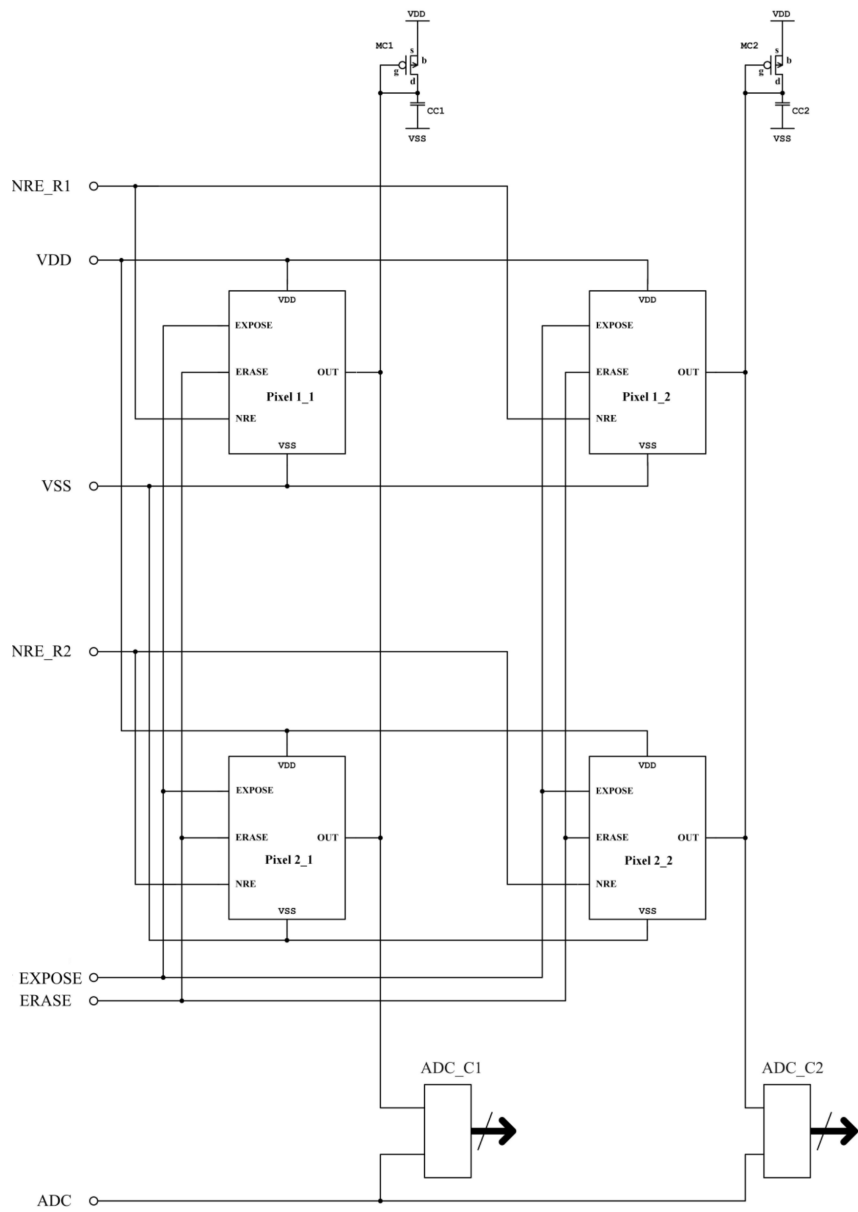 VDD VDD
MC1 s b g d MC2 s b g d
CC1 CC2
VSS VSS
NRE_R1
VDD
VDD VDD
EXPOSE EXPOSE
ERASE OUT ERASE OUT
Pixel 1_1 Pixel 1_2
NRE NRE
VSS VSS
VSS
NRE_R2
VDD VDD
EXPOSE EXPOSE
ERASE OUT ERASE OUT
Pixel 2_1 Pixel 2_2
NRE NRE
VSS VSS
EXPOSE
ERASE
ADC_C1 ADC_C2
ADC